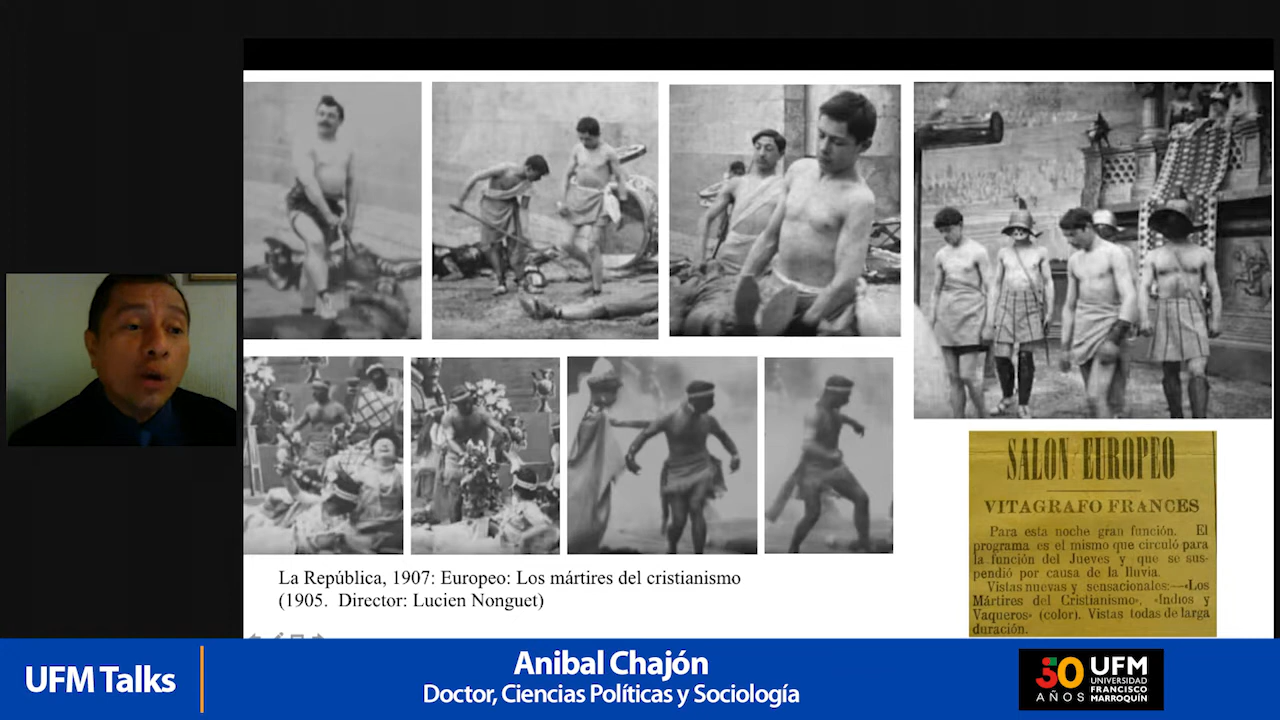 La República, 1907: Europeo: Los mártires del cristianismo
(1905. Director: Lucien Nonguet)
SALON EUROPEO
VITAGRAFO FRANCES
Para esta noche gran función. El
programa es el mismo que circuló para
la función del Jueves y que se sus-
pendió por causa de la lluvia.
Vistas nuevas y sensacionales:—«Los
Mártires del Cristianismo», «Indios y
Vaqueros» (color). Vistas todas de larga
duración.
UFM Talks
Anibal Chajón
Doctor, Ciencias Políticas y Sociología
50
AÑOS
UFM
UNIVERSIDAD
FRANCISCO
MARROQUÍN